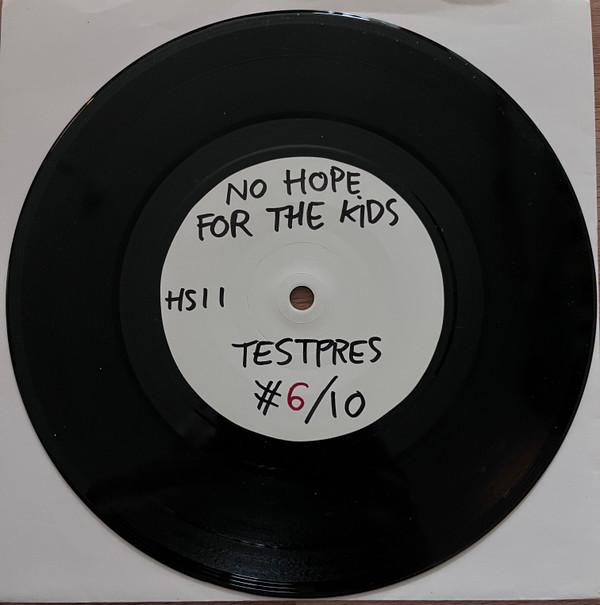 NO HOPE
FOR THE KiDS
HS11
TESTPRES
#6/10